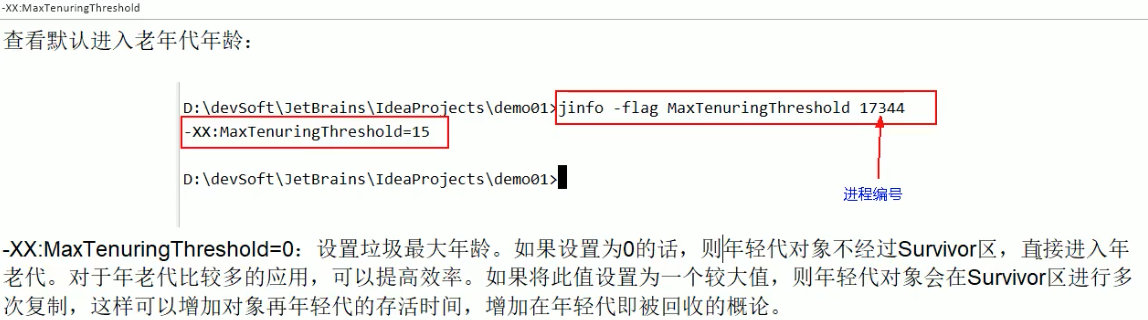 -XX:MaxTenuringThreshold
查看默认进入老年代年龄：
D:\devSoft\JetBrains\IdeaProjects\demo01>jinfo -flag MaxTenuringThreshold 17344
-XX:MaxTenuringThreshold=15
D:\devSoft\JetBrains\IdeaProjects\demo01>
进程编号
-XX:MaxTenuringThreshold=0：设置垃圾最大年龄。如果设置为0的话，则年轻代对象不经过Survivor区，直接进入年
老代。对于年老代比较多的应用，可以提高效率。如果将此值设置为一个较大值，则年轻代对象会在Survivor区进行多
次复制，这样可以增加对象再年轻代的存活时间，增加在年轻代即被回收的概论。